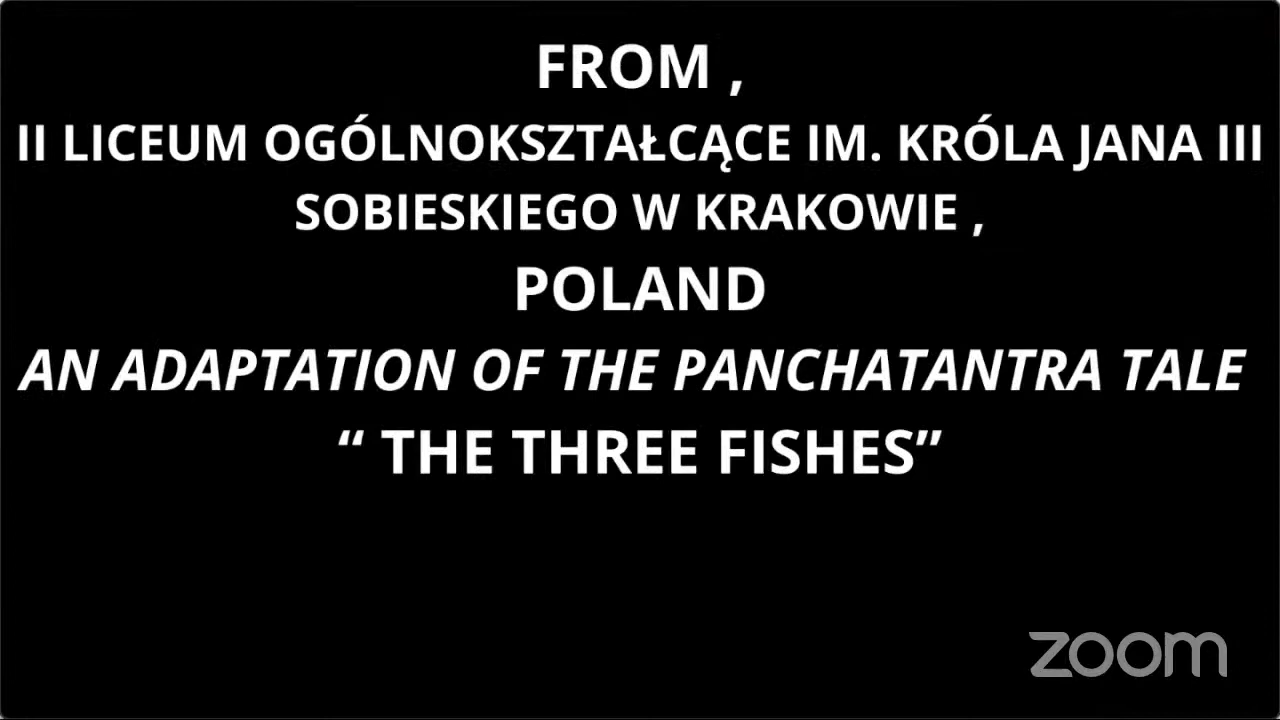 FROM ,
II LICEUM OGÓLNOKSZTAŁCĄCE IM. KRÓLA JANA III
SOBIESKIEGO W KRAKOWIE ,
POLAND
AN ADAPTATION OF THE PANCHATANTRA TALE
“ THE THREE FISHES”
zoom